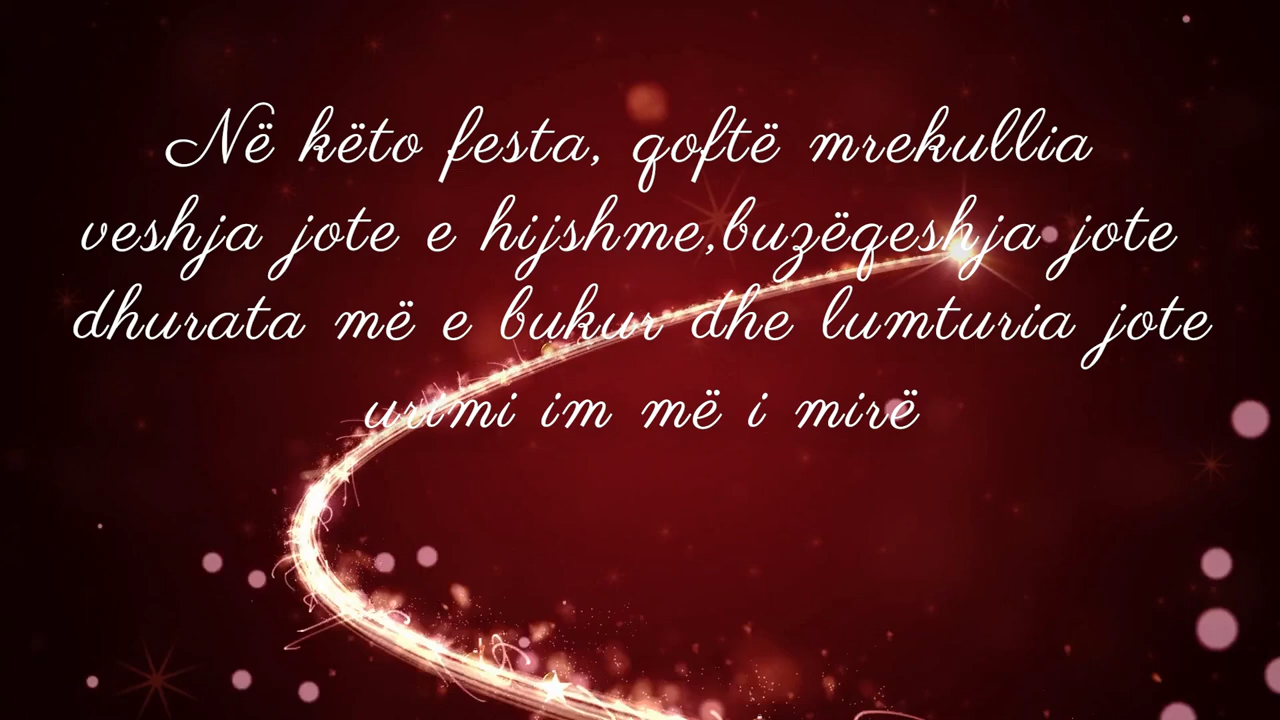 Në këto festa, qoftë mrekullia
veshja jote e hijshme,buzëqeshja jote
dhurata më e bukur dhe lumturia jote
urimi im më i mirë